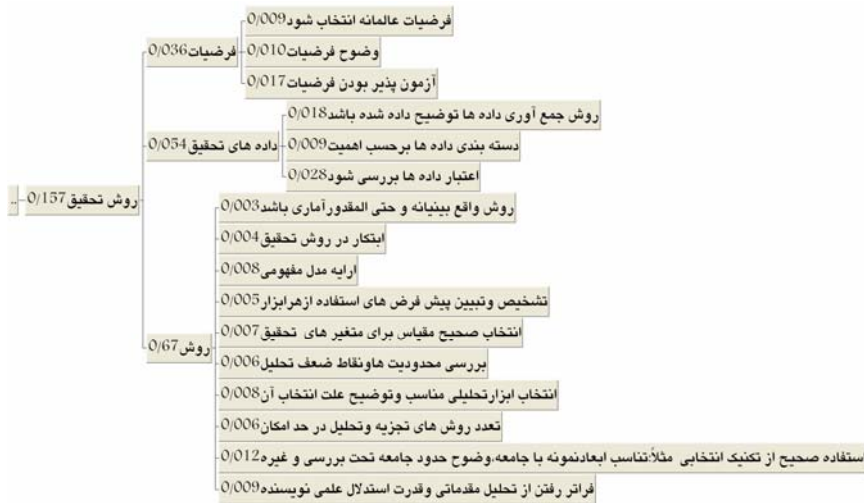 فرضیات عالمانه انتخاب شود0/009
فرضیات0/036
وضوح فرضیات0/010
آزمون پذیر بودن فرضیات0/017
روش جمع آوری داده ها توضیح داده شده باشد0/018
داده های تحقیق0/054
دسته بندی داده ها برحسب اهمیت0/009
اعتبار داده ها بررسی شود0/028
..
روش تحقیق0/157
روش واقع بینیانه و حتی المقدورآماری باشد0/003
ابتکار در روش تحقیق0/004
ارایه مدل مفهومی0/008
تشخیص وتبیین پیش فرض های استفاده ازهرابزار0/005
روش0/67
انتخاب صحیح مقیاس برای متغیر های تحقیق0/007
بررسی محدودیت هاونقاط ضعف تحلیل0/006
انتخاب ابزارتحلیلی مناسب وتوضیح علت انتخاب آن0/008
تعدد روش های تجزیه وتحلیل در حد امکان0/006
ستفاده صحیح از تکنیک انتخابی مثلاً:تناسب ابعادنمونه با جامعه،وضوح حدود جامعه تحت بررسی و غیره0/012
فراتر رفتن از تحلیل مقدماتی وقدرت استدلال علمی نویسنده0/009